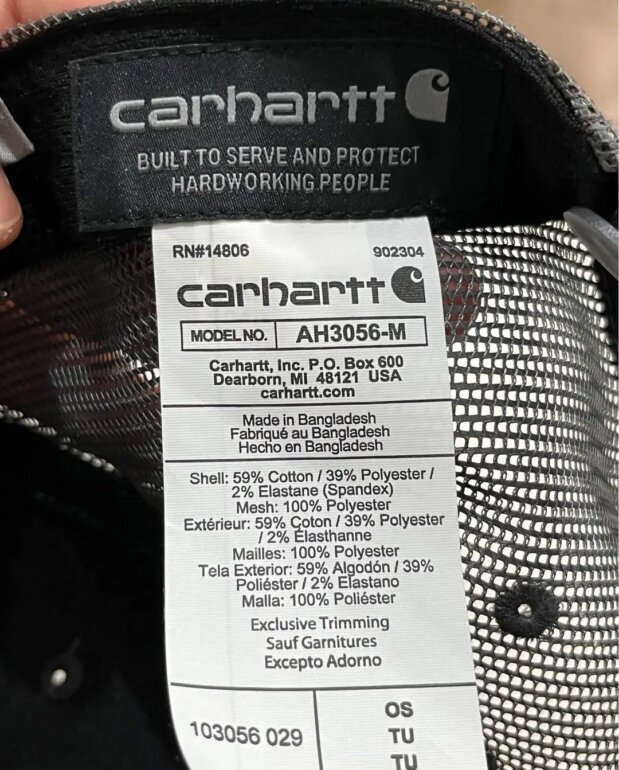 carhartt
BUILT TO SERVE AND PROTECT
HARDWORKING PEOPLE
RN#14806 902304
carhartt
MODEL NO. AH3056-M
Carhartt, Inc. P.O. Box 600
Dearborn, MI 48121 USA
carhartt.com
Made in Bangladesh
Fabriqué au Bangladesh
Hecho en Bangladesh
Shell: 59% Cotton / 39% Polyester /
2% Elastane (Spandex)
Mesh: 100% Polyester
Extérieur: 59% Coton / 39% Polyester
/ 2% Élasthanne
Mailles: 100% Polyester
Tela Exterior: 59% Algodón / 39%
Poliéster / 2% Elastano
Malla: 100% Poliéster
Exclusive Trimming
Sauf Garnitures
Excepto Adorno
103056 029
OS
TU
TU